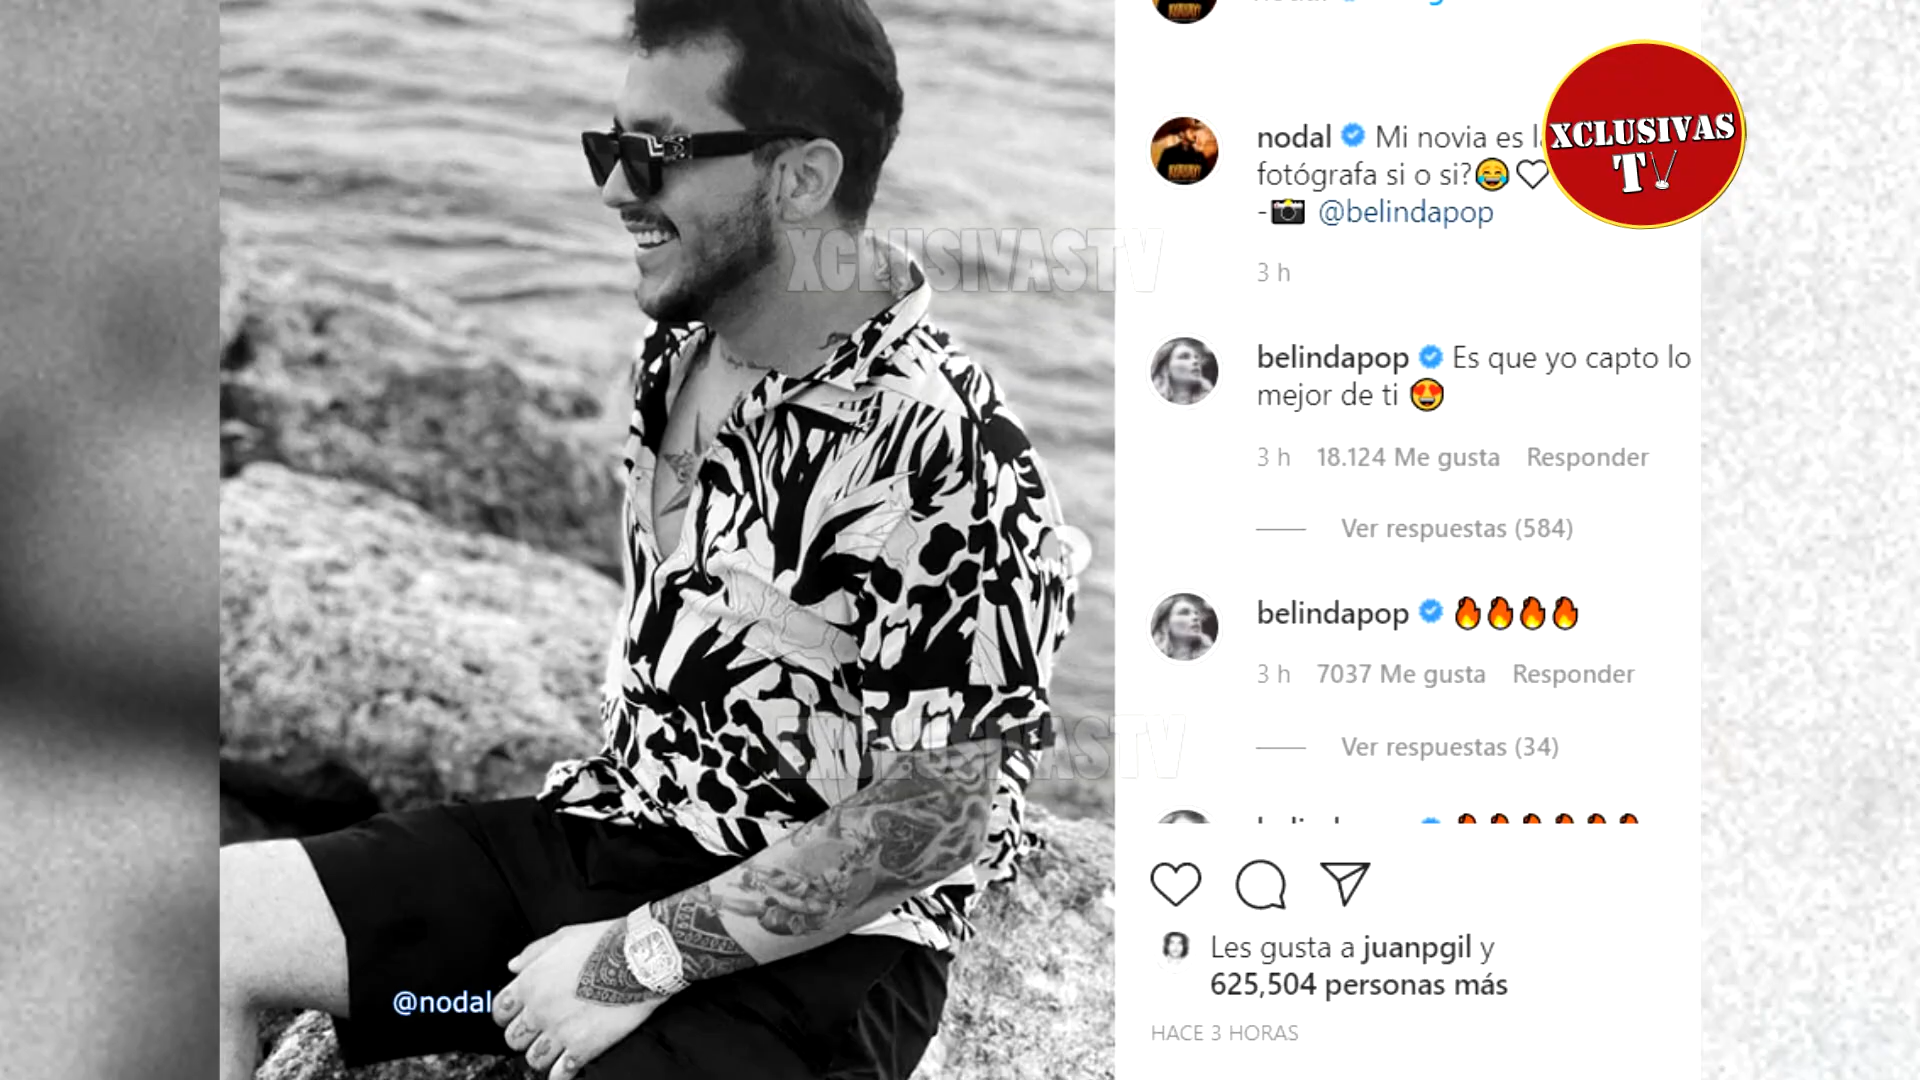 nodal Mi novia es l
fotógrafa si o si?😂🤍
-📷 @belindapop
3 h
XCLUSIVAS
TV
XCLUSIVASTV
belindapop Es que yo capto lo
mejor de ti 😍
3 h 18.124 Me gusta Responder
Ver respuestas (584)
belindapop 🔥🔥🔥🔥
3 h 7037 Me gusta Responder
EXCLUSIVASTV
Ver respuestas (34)
Les gusta a juanpgil y
625,504 personas más
@nodal
HACE 3 HORAS